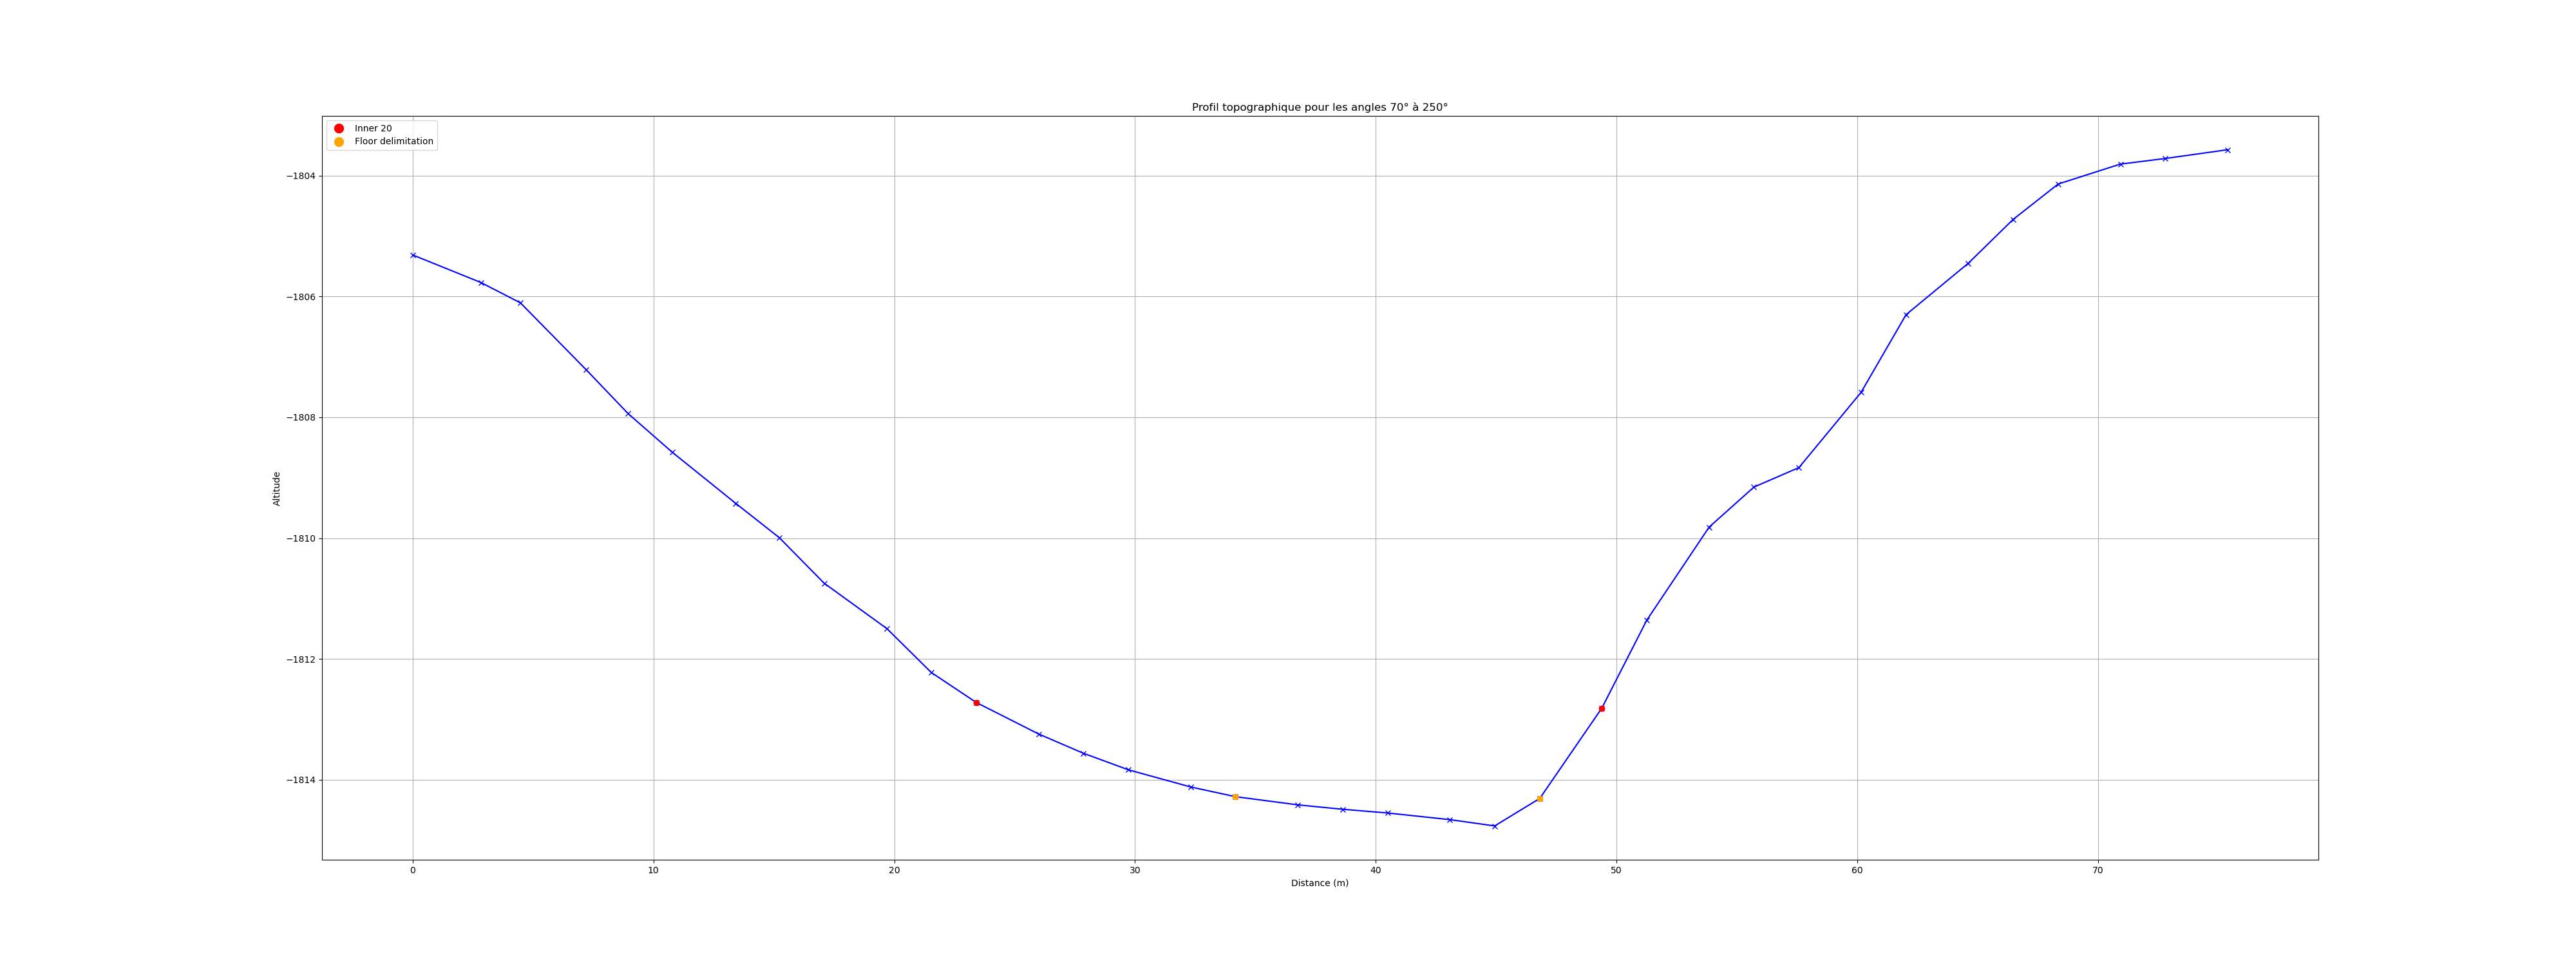 Profil topographique pour les angles 70° à 250°
Inner 20
Floor delimitation
−1804
−1806
−1808
−1810
−1812
−1814
Altitude
0 10 20 30 40 50 60 70
Distance (m)